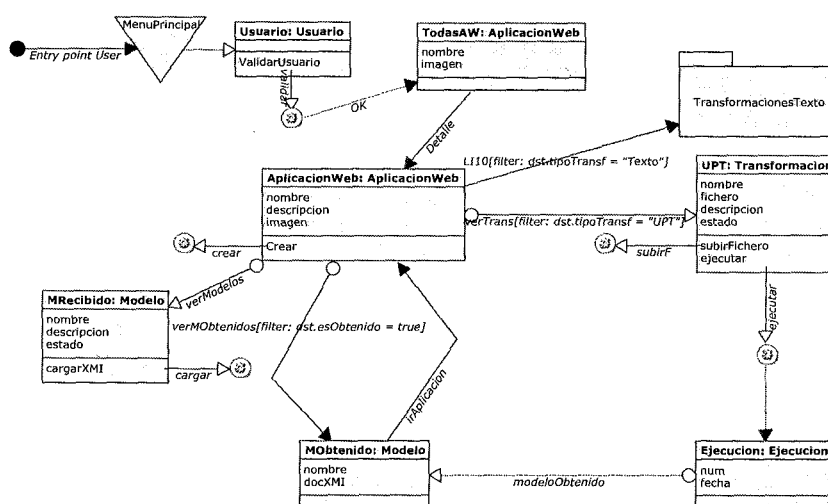 MenuPrincipal
Entry point User
Usuario: Usuario
ValidarUsuario
validar
OK
TodasAW: AplicacionWeb
nombre
imagen
Detalle
TransformacionesTexto
LI10[filter: dst.tipoTransf = "Texto"]
AplicacionWeb: AplicacionWeb
nombre
descripcion
imagen
Crear
crear
verTrans[filter: dst.tipoTransf = "UPT"]
UPT: Transformacion
nombre
fichero
descripcion
estado
subirFichero
ejecutar
subirF
ejecutar
verModelos
MRecibido: Modelo
nombre
descripcion
estado
cargarXMI
cargar
verMObtenidos[filter: dst.esObtenido = true]
irAplicacion
MObtenido: Modelo
nombre
docXMI
modeloObtenido
Ejecucion: Ejecucion
num
fecha